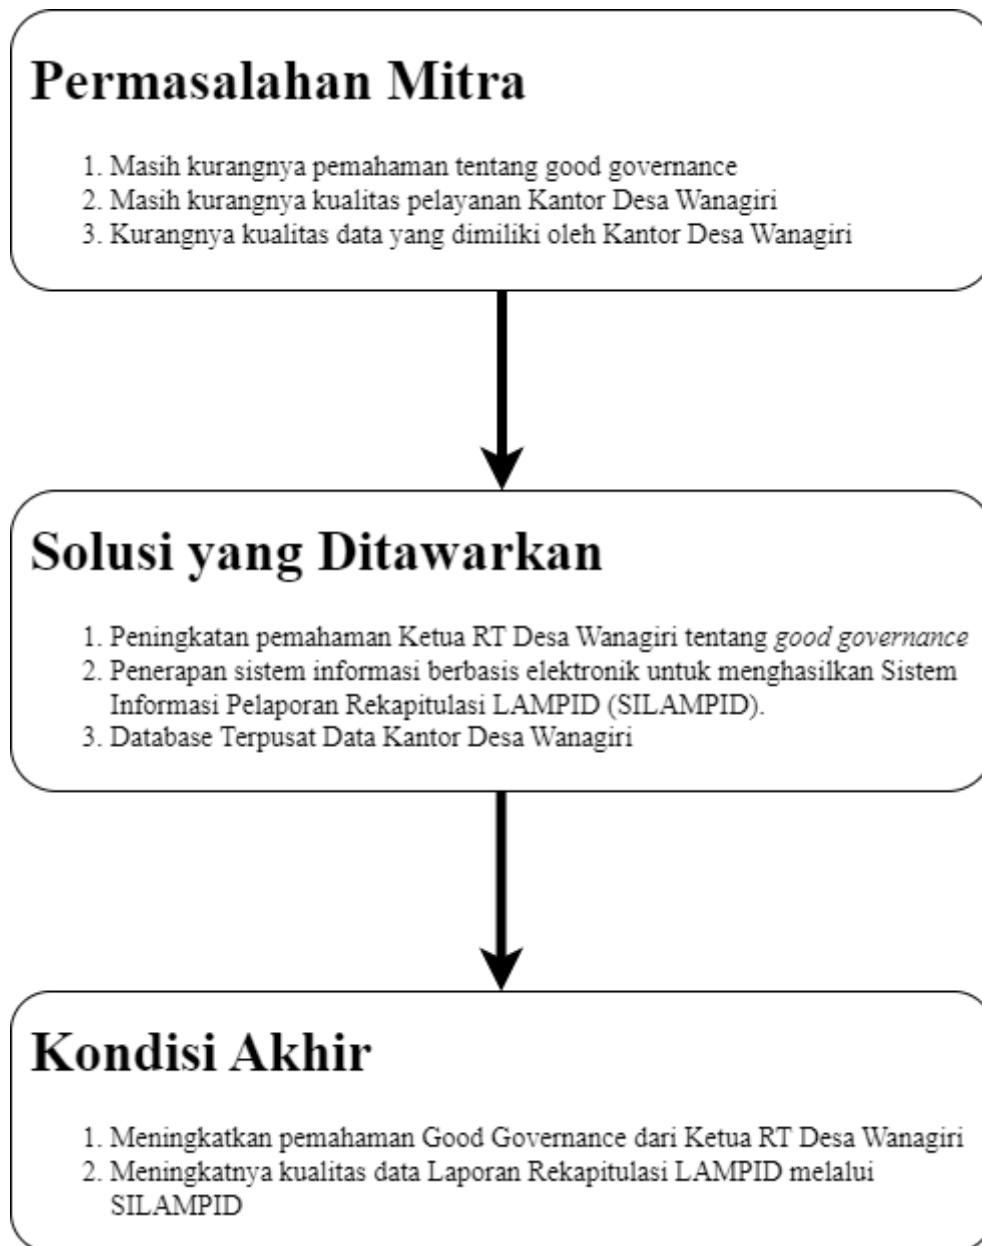 Permasalahan Mitra
1. Masih kurangnya pemahaman tentang good governance
2. Masih kurangnya kualitas pelayanan Kantor Desa Wanagiri
3. Kurangnya kualitas data yang dimiliki oleh Kantor Desa Wanagiri
Solusi yang Ditawarkan
1. Peningkatan pemahaman Ketua RT Desa Wanagiri tentang good governance
2. Penerapan sistem informasi berbasis elektronik untuk menghasilkan Sistem
Informasi Pelaporan Rekapitulasi LAMPID (SILAMPID).
3. Database Terpusat Data Kantor Desa Wanagiri
Kondisi Akhir
1. Meningkatkan pemahaman Good Governance dari Ketua RT Desa Wanagiri
2. Meningkatnya kualitas data Laporan Rekapitulasi LAMPID melalui
SILAMPID